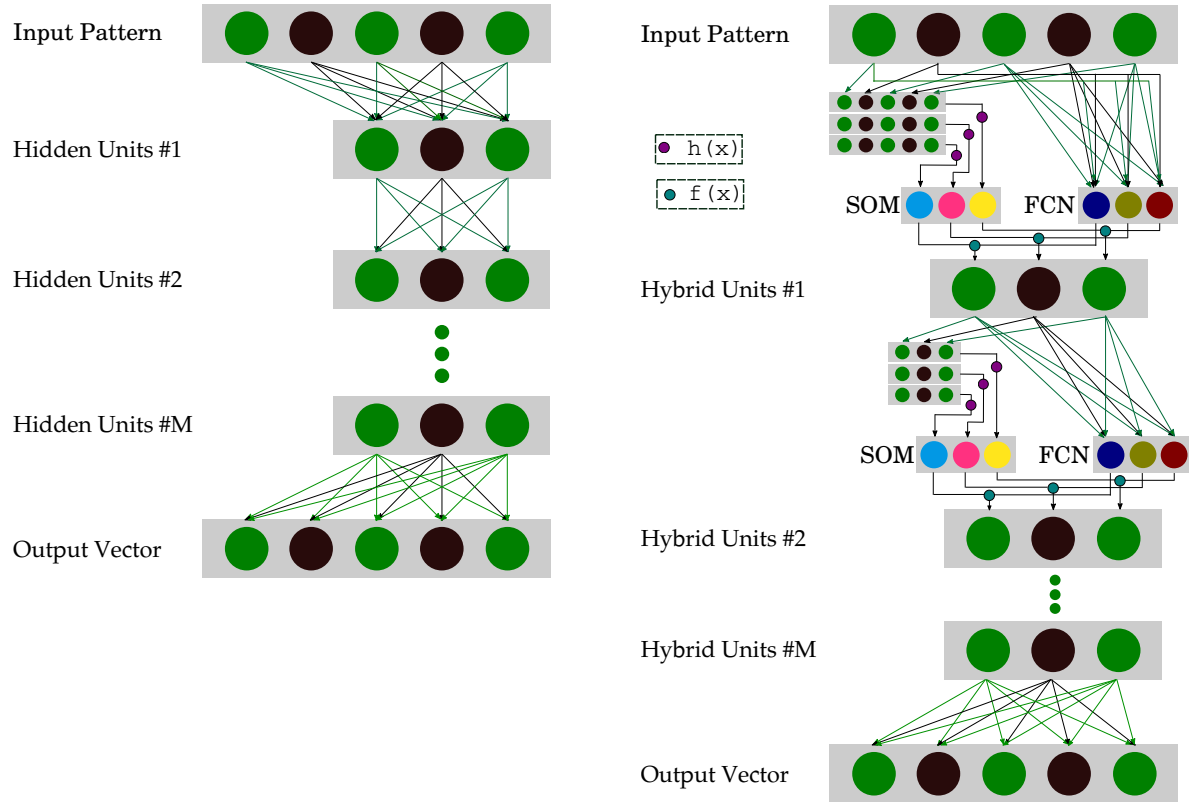 Input Pattern
Hidden Units #1
Hidden Units #2
Hidden Units #M
Output Vector
Input Pattern
h(x)
f(x)
SOM FCN
Hybrid Units #1
SOM FCN
Hybrid Units #2
Hybrid Units #M
Output Vector